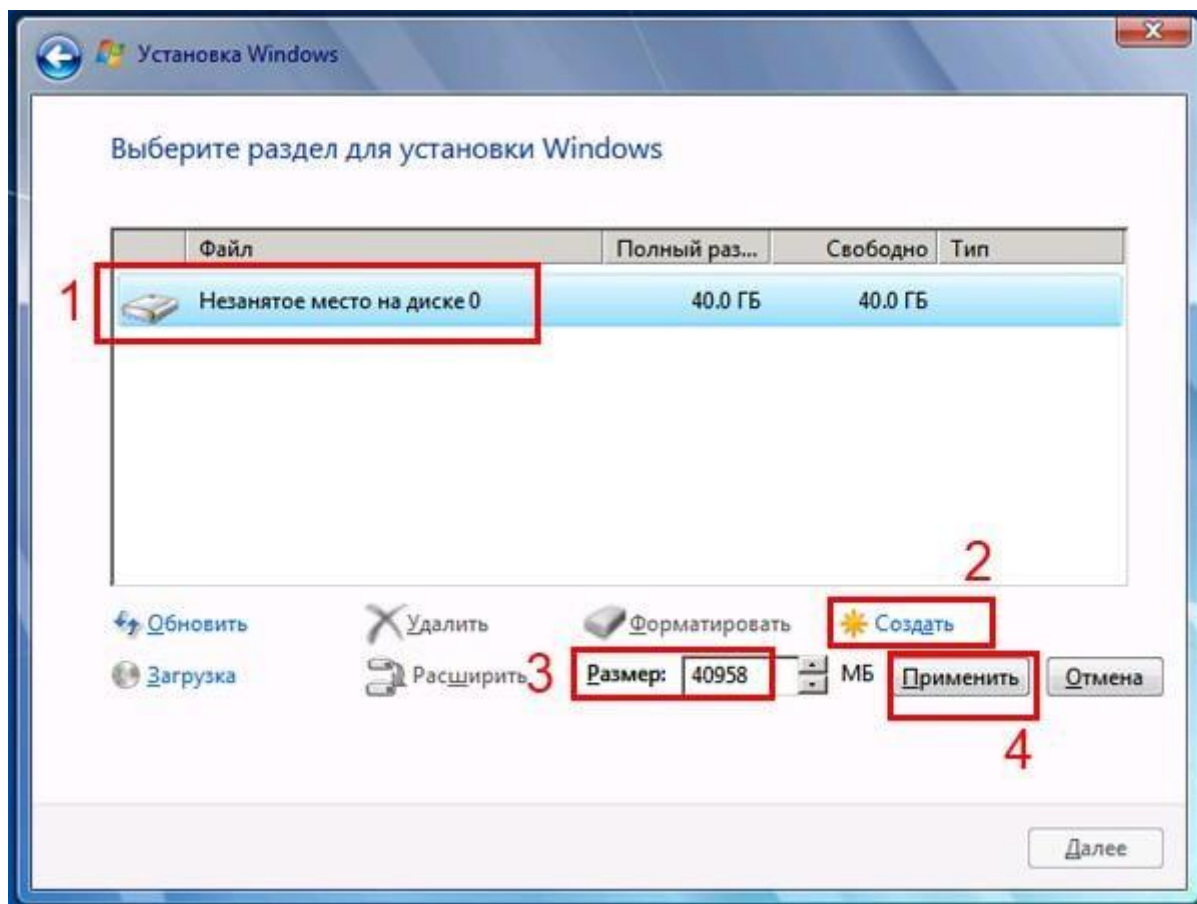 Установка Windows
Выберите раздел для установки Windows
Файл Полный раз... Свободно Тип
1 Незанятое место на диске 0 40.0 ГБ 40.0 ГБ
2
Обновить Удалить Форматировать Создать
Загрузка Расширить 3 Размер: 40958 МБ Применить Отмена
4
Далее